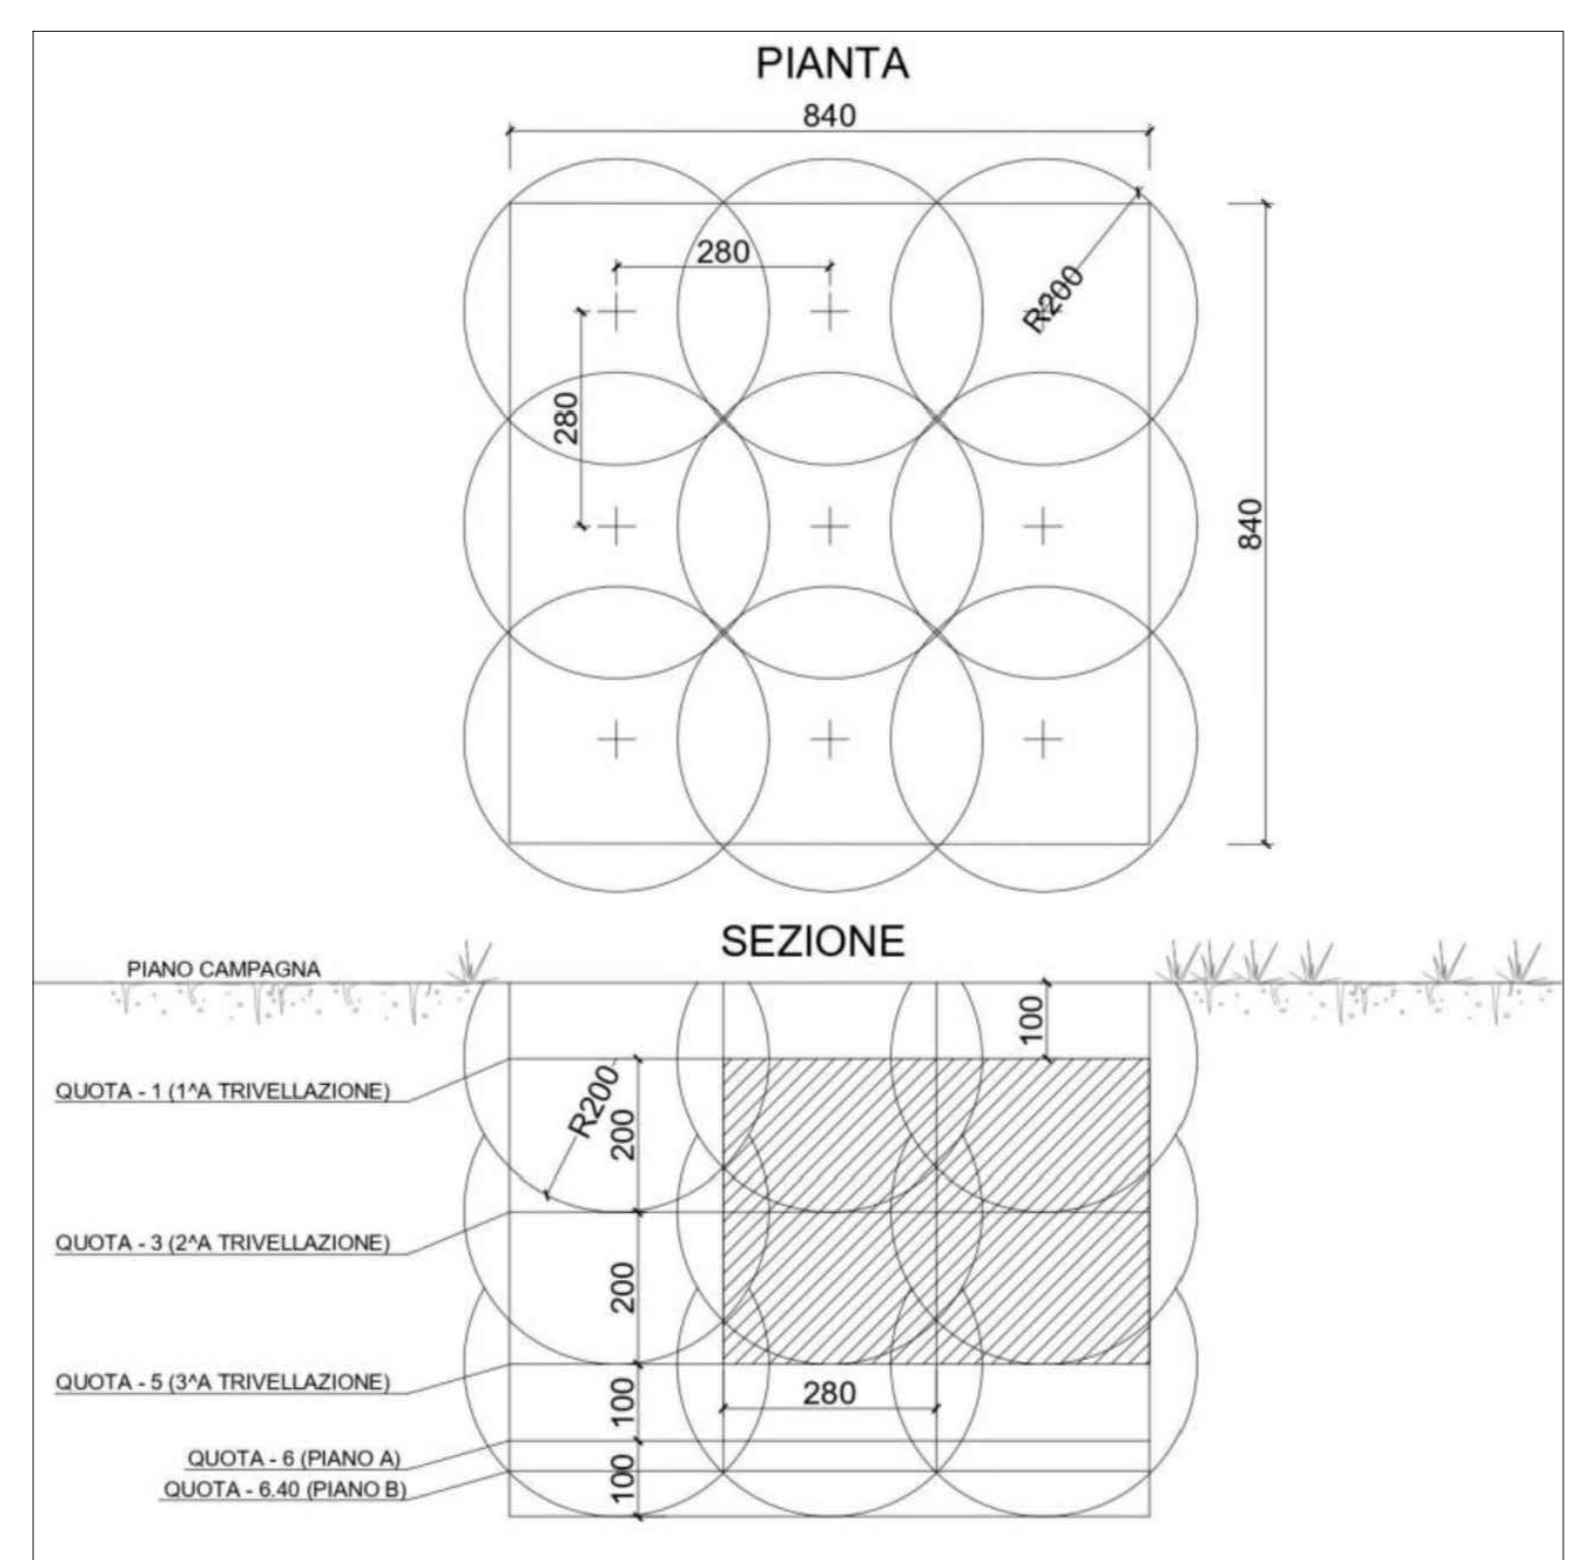 PIANTA
840
280
R200
280
840
SEZIONE
PIANO CAMPAGNA
100
QUOTA - 1 (1^A TRIVELLAZIONE)
R200
200
QUOTA - 3 (2^A TRIVELLAZIONE)
200
QUOTA - 5 (3^A TRIVELLAZIONE)
100
280
QUOTA - 6 (PIANO A)
QUOTA - 6.40 (PIANO B)
100